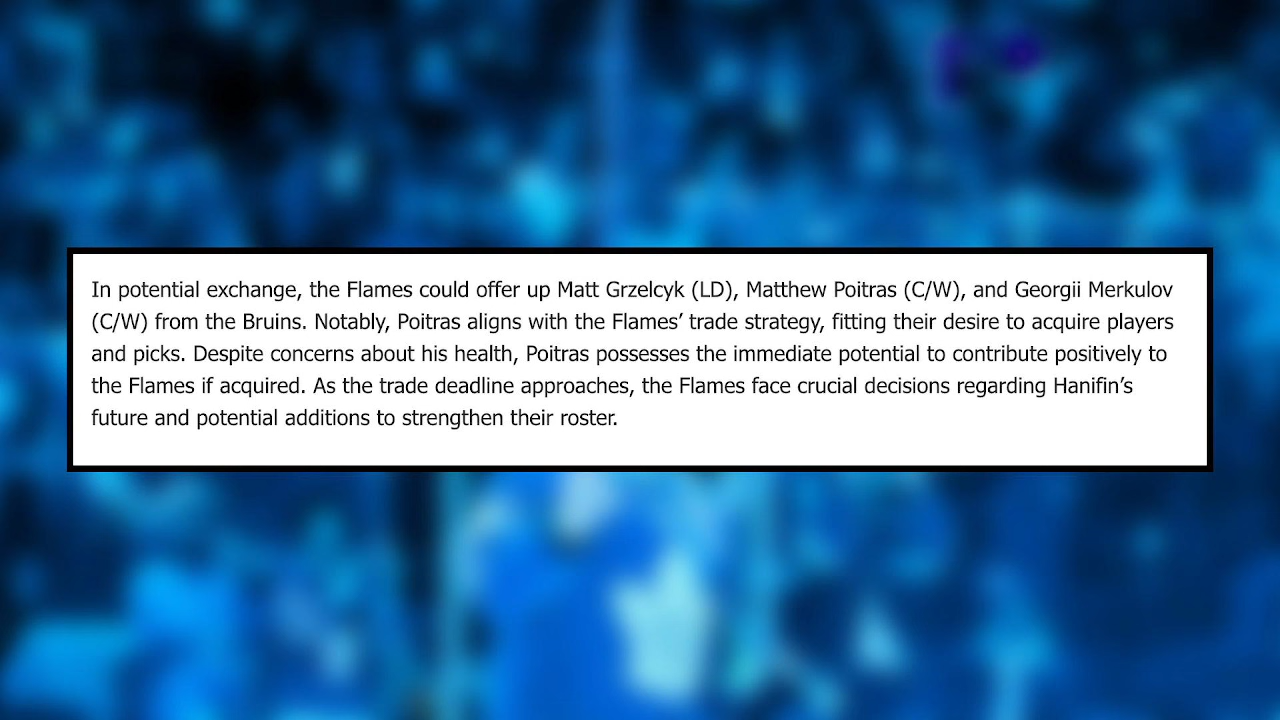 In potential exchange, the Flames could offer up Matt Grzelcyk (LD), Matthew Poitras (C/W), and Georgii Merkulov
(C/W) from the Bruins. Notably, Poitras aligns with the Flames’ trade strategy, fitting their desire to acquire players
and picks. Despite concerns about his health, Poitras possesses the immediate potential to contribute positively to
the Flames if acquired. As the trade deadline approaches, the Flames face crucial decisions regarding Hanifin’s
future and potential additions to strengthen their roster.